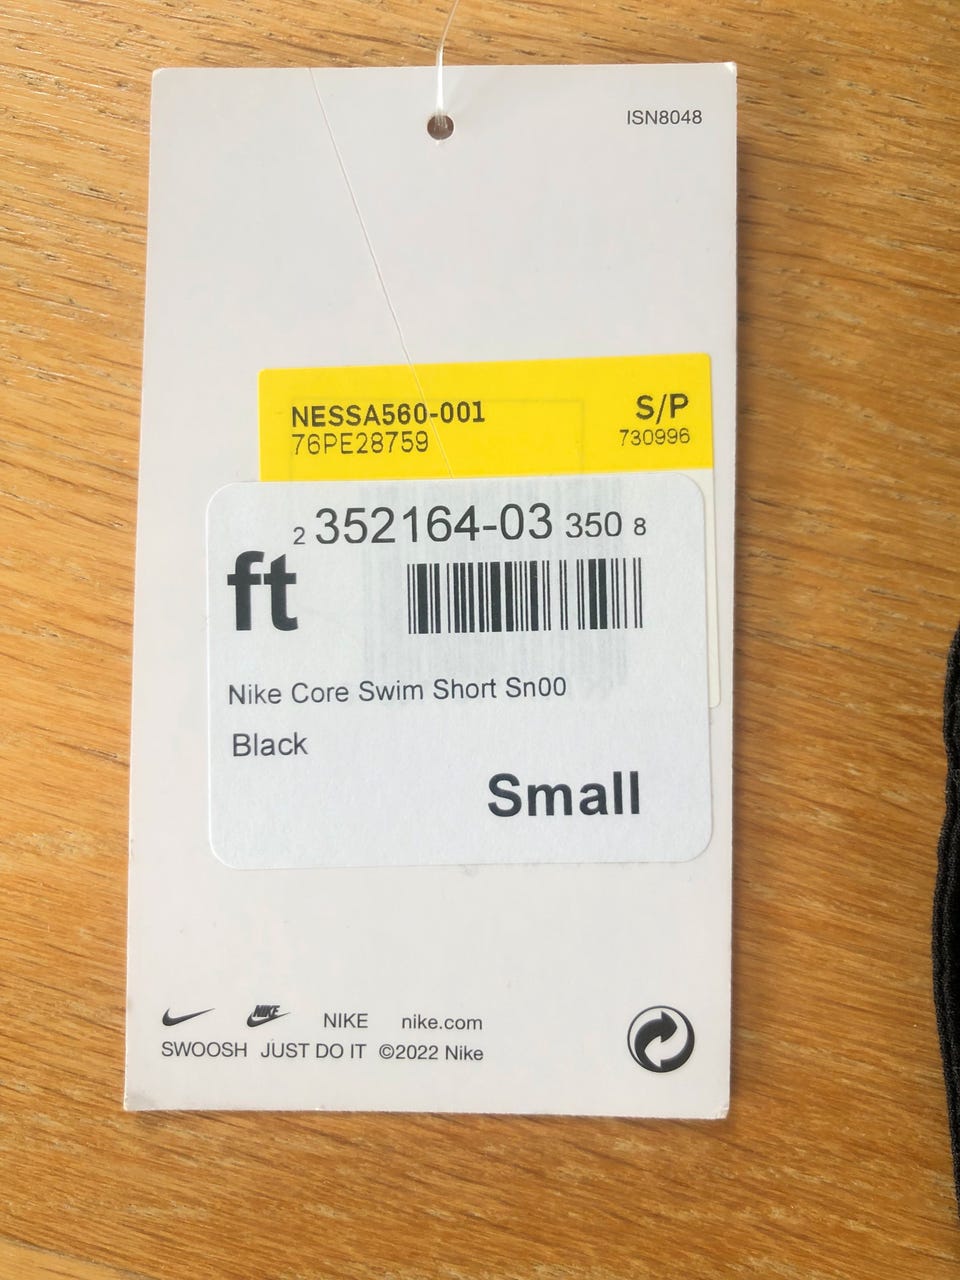 ISN8048
NESSA560-001 S/P
76PE28759 730996
2 352164-03 350 8
ft
Nike Core Swim Short Sn00
Black
Small
NIKE NIKE nike.com
SWOOSH JUST DO IT ©2022 Nike